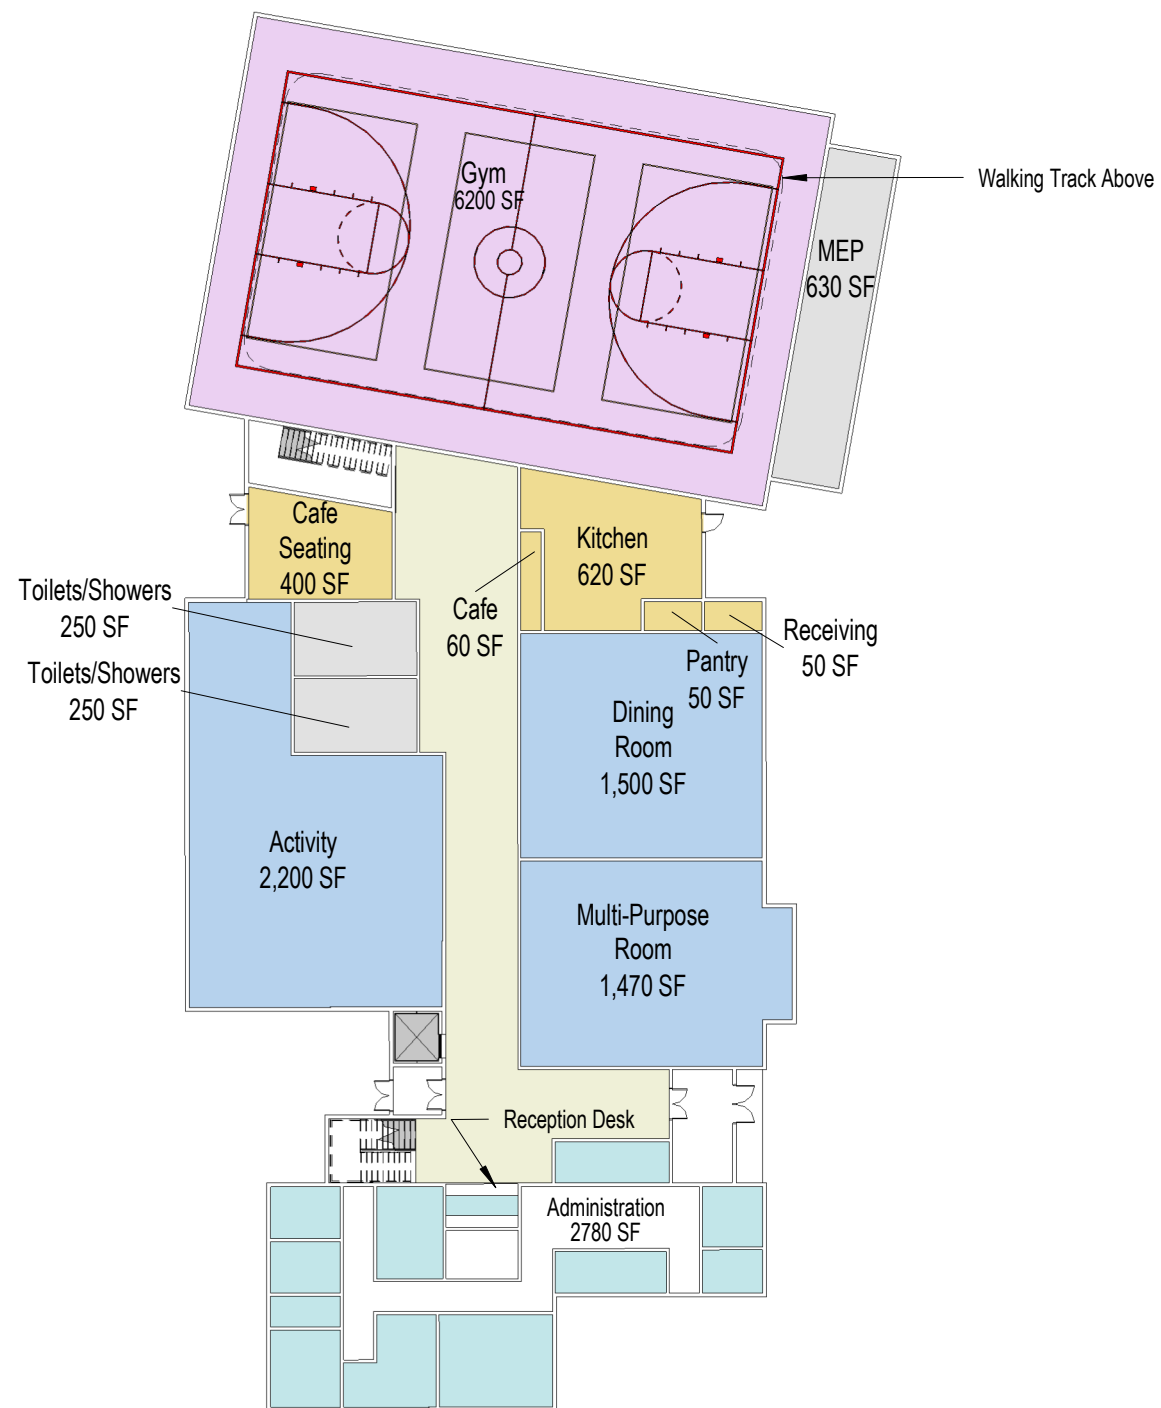 Gym
6200 SF
Walking Track Above
MEP
630 SF
Cafe
Seating
400 SF
Kitchen
620 SF
Toilets/Showers
250 SF
Cafe
60 SF
Receiving
50 SF
Pantry
50 SF
Toilets/Showers
250 SF
Dining
Room
1,500 SF
Activity
2,200 SF
Multi-Purpose
Room
1,470 SF
Reception Desk
Administration
2780 SF